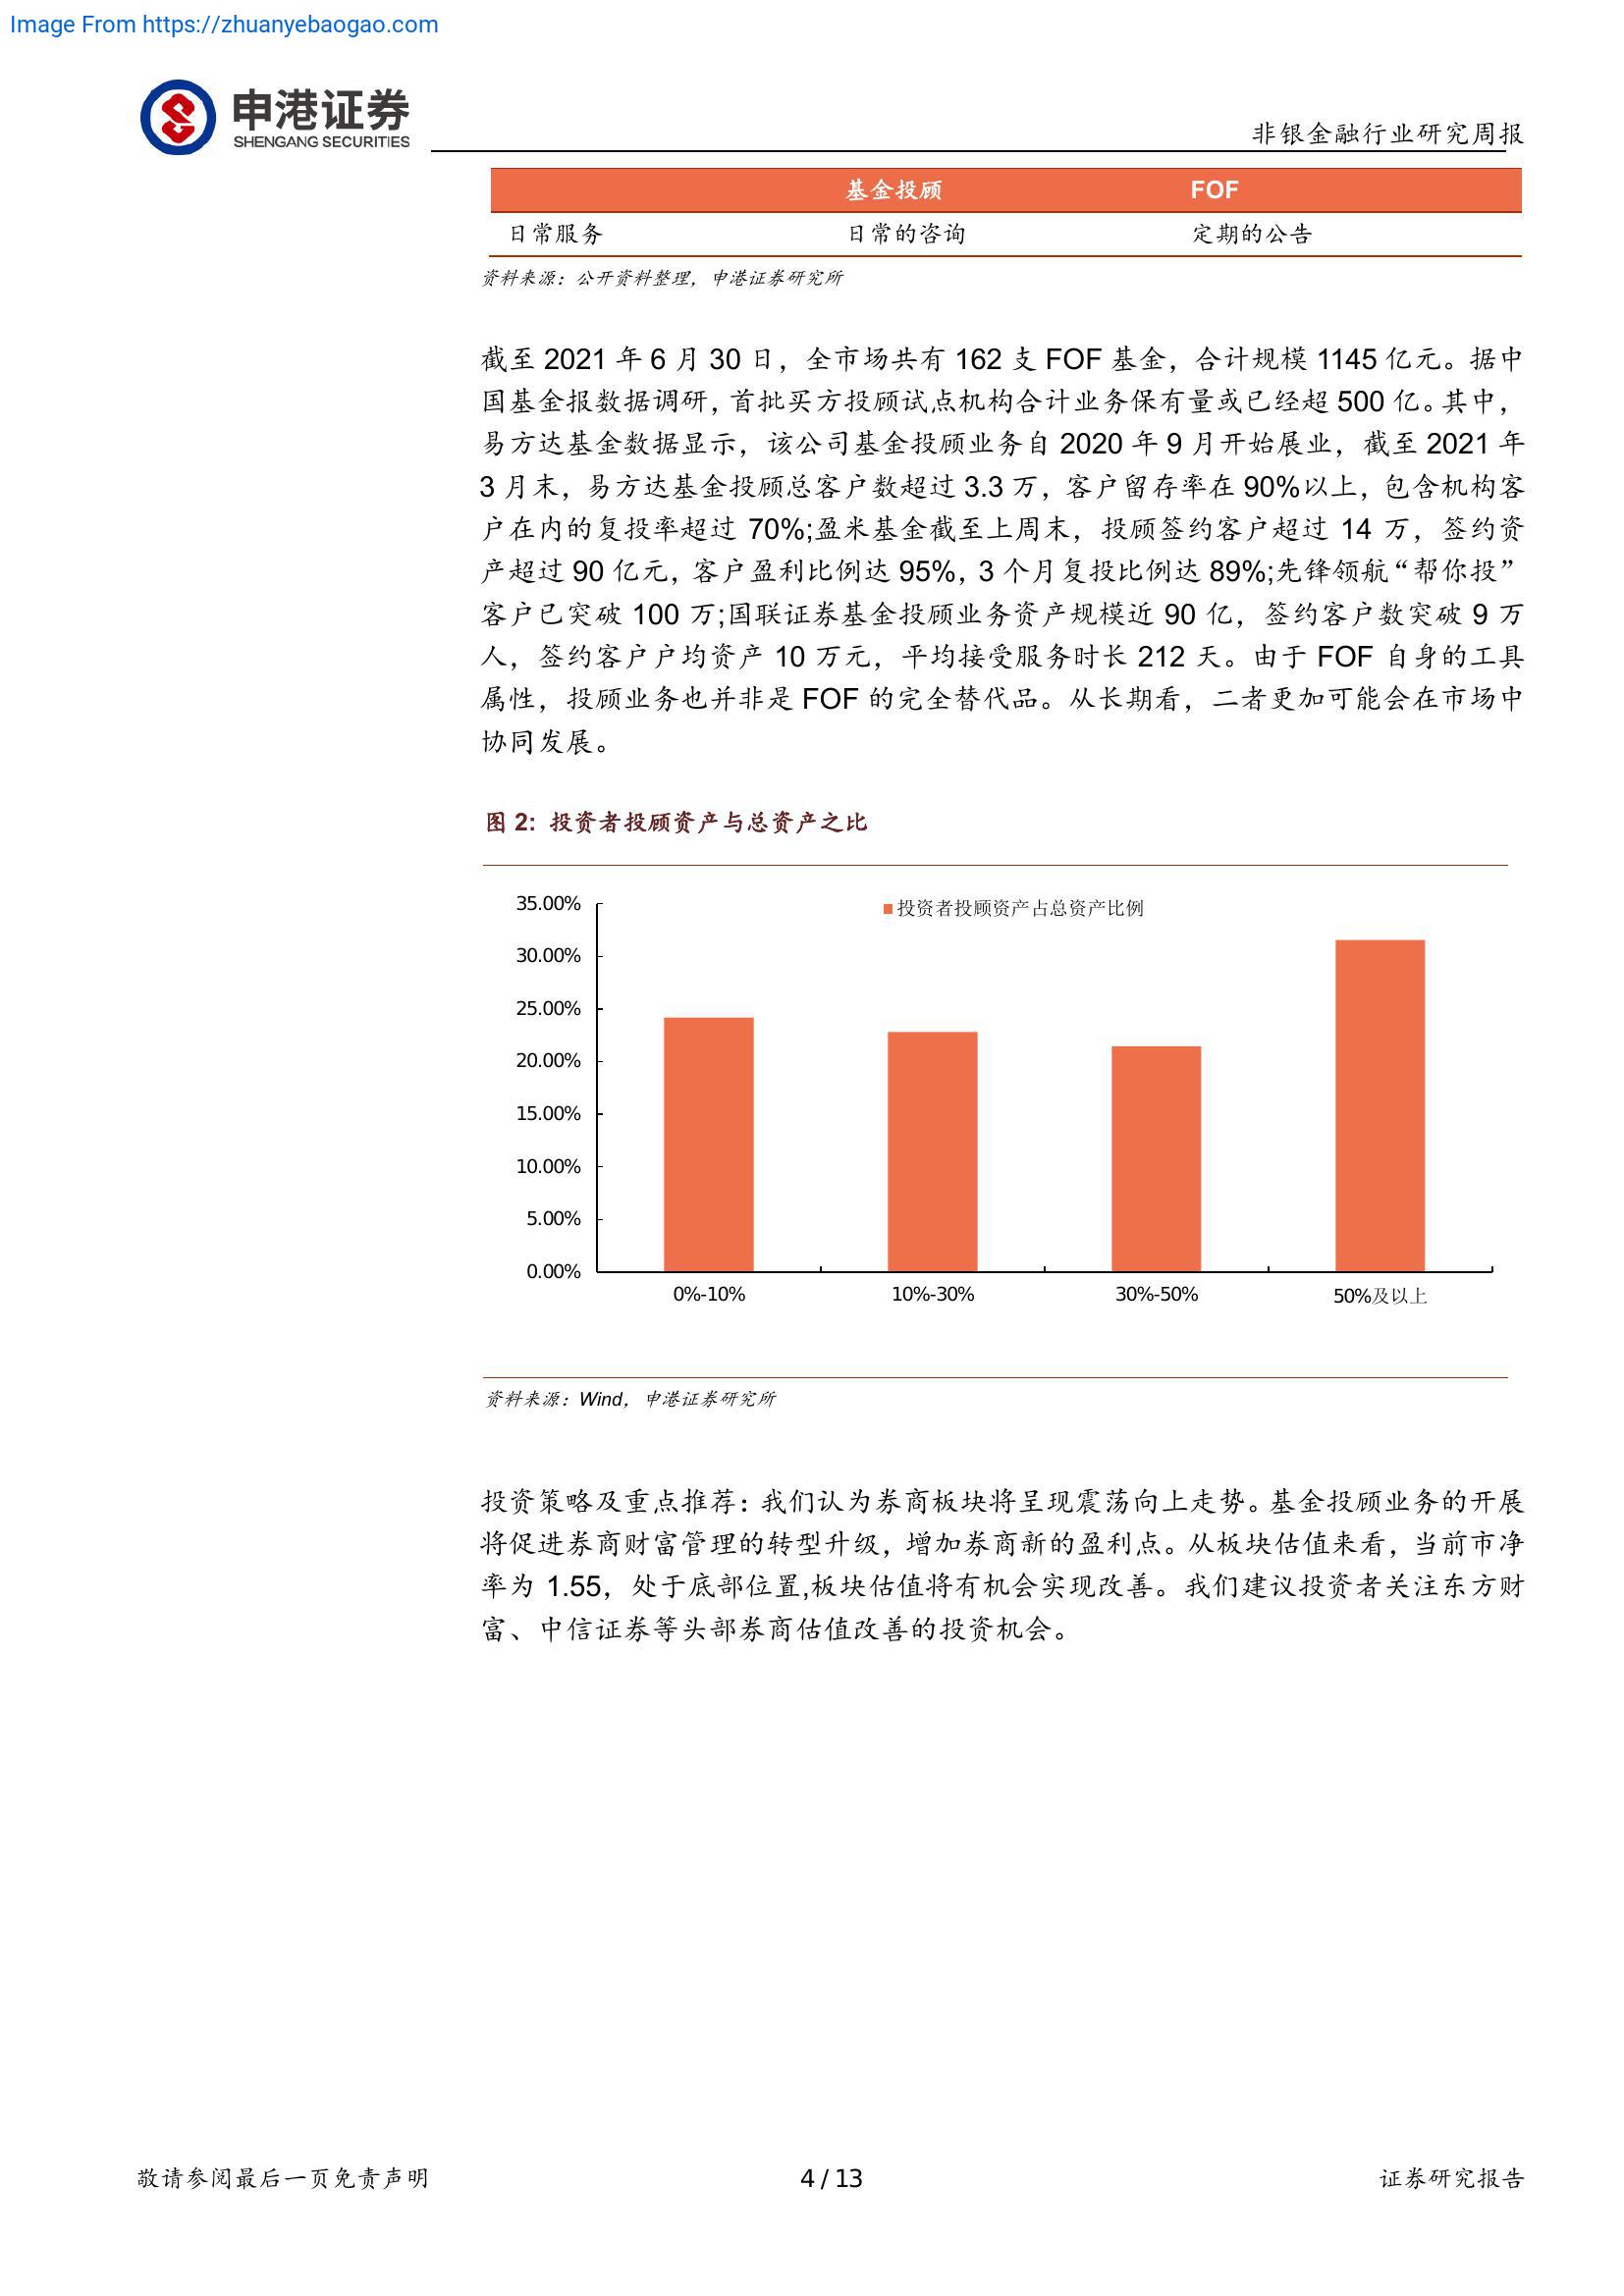 Image From https://zhuanyebaogao.com
申港证券
SHENGANG SECURITIES
非银金融行业研究周报
基金投顾 FOF
日常服务 日常的咨询 定期的公告
资料来源：公开资料整理，申港证券研究所
截至 2021 年 6 月 30 日，全市场共有 162 支 FOF 基金，合计规模 1145 亿元。据中
国基金报数据调研，首批买方投顾试点机构合计业务保有量或已经超 500 亿。其中，
易方达基金数据显示，该公司基金投顾业务自 2020 年 9 月开始展业，截至 2021 年
3 月末，易方达基金投顾总客户数超过 3.3 万，客户留存率在 90%以上，包含机构客
户在内的复投率超过 70%;盈米基金截至上周末，投顾签约客户超过 14 万，签约资
产超过 90 亿元，客户盈利比例达 95%，3 个月复投比例达 89%;先锋领航“帮你投”
客户已突破 100 万;国联证券基金投顾业务资产规模近 90 亿，签约客户数突破 9 万
人，签约客户户均资产 10 万元，平均接受服务时长 212 天。由于 FOF 自身的工具
属性，投顾业务也并非是 FOF 的完全替代品。从长期看，二者更加可能会在市场中
协同发展。
图 2: 投资者投顾资产与总资产之比
投资者投顾资产占总资产比例
35.00%
30.00%
25.00%
20.00%
15.00%
10.00%
5.00%
0.00%
0%-10% 10%-30% 30%-50% 50%及以上
资料来源：Wind，申港证券研究所
投资策略及重点推荐：我们认为券商板块将呈现震荡向上走势。基金投顾业务的开展
将促进券商财富管理的转型升级，增加券商新的盈利点。从板块估值来看，当前市净
率为 1.55，处于底部位置,板块估值将有机会实现改善。我们建议投资者关注东方财
富、中信证券等头部券商估值改善的投资机会。
敬请参阅最后一页免责声明 4 / 13 证券研究报告